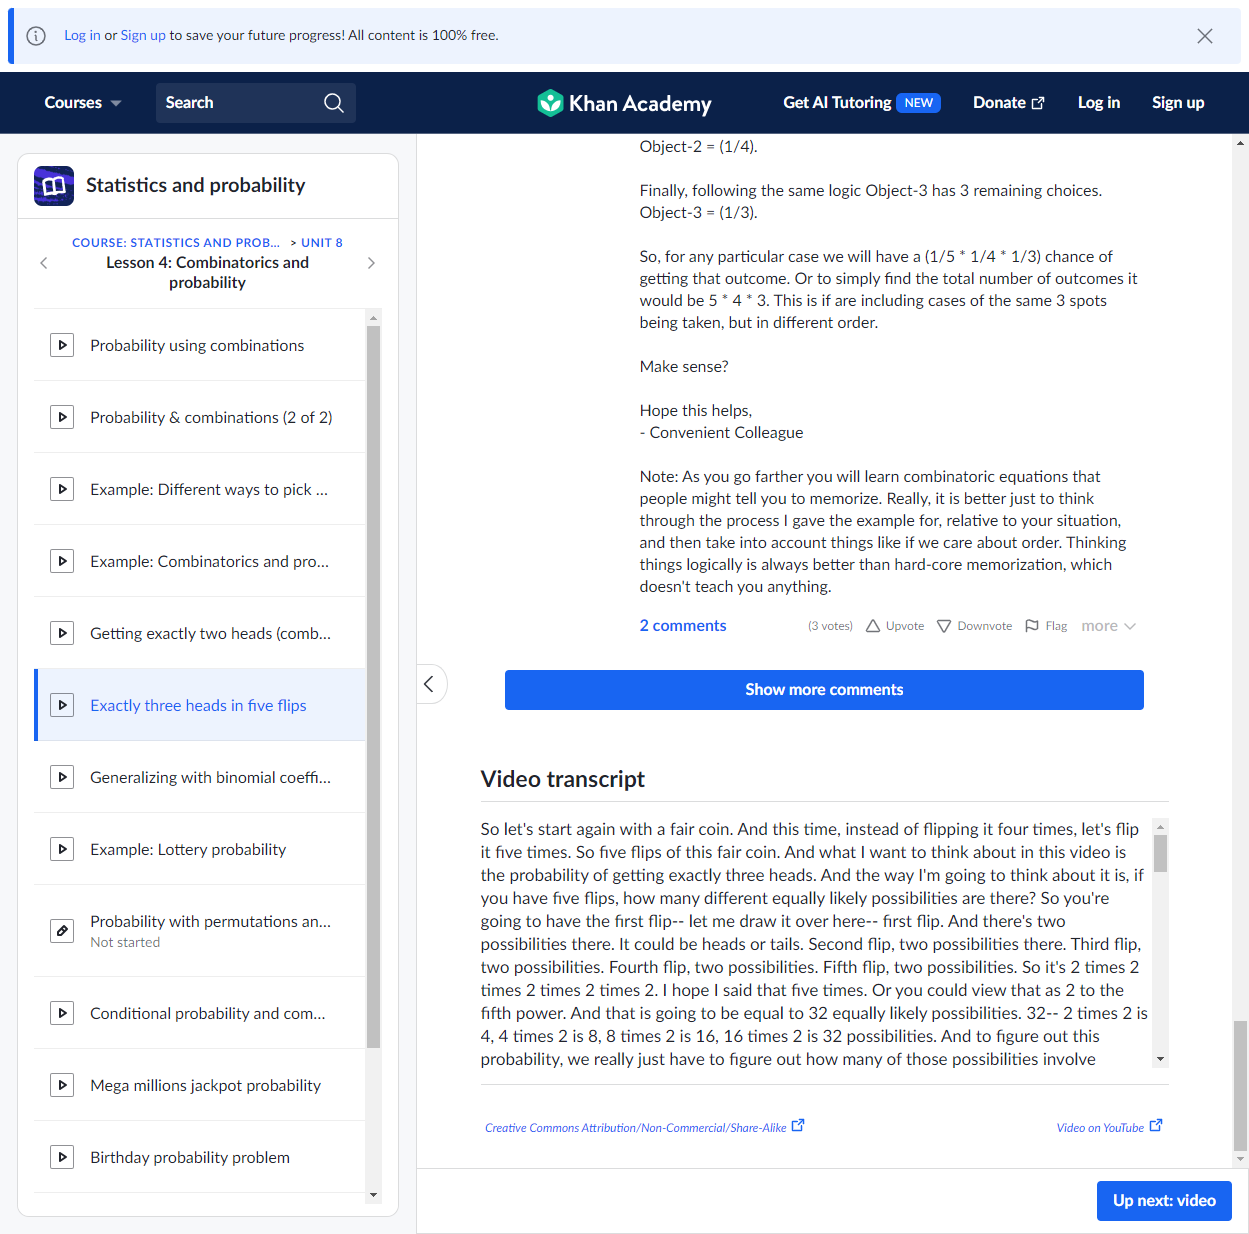 Log in or Sign up to save your future progress! All content is 100% free.
Courses
Search
Khan Academy
Get AI Tutoring NEW
Donate
Log in
Sign up
Statistics and probability
COURSE: STATISTICS AND PROB... > UNIT 8
Lesson 4: Combinatorics and
probability
Probability using combinations
Probability & combinations (2 of 2)
Example: Different ways to pick ...
Example: Combinatorics and pro...
Getting exactly two heads (comb...
Exactly three heads in five flips
Generalizing with binomial coeffi...
Example: Lottery probability
Probability with permutations an...
Not started
Conditional probability and com...
Mega millions jackpot probability
Birthday probability problem
Object-2 = (1/4).
Finally, following the same logic Object-3 has 3 remaining choices.
Object-3 = (1/3).
So, for any particular case we will have a (1/5 * 1/4 * 1/3) chance of
getting that outcome. Or to simply find the total number of outcomes it
would be 5 * 4 * 3. This is if are including cases of the same 3 spots
being taken, but in different order.
Make sense?
Hope this helps,
- Convenient Colleague
Note: As you go farther you will learn combinatoric equations that
people might tell you to memorize. Really, it is better just to think
through the process I gave the example for, relative to your situation,
and then take into account things like if we care about order. Thinking
things logically is always better than hard-core memorization, which
doesn't teach you anything.
2 comments
(3 votes)
Upvote
Downvote
Flag
more
Show more comments
Video transcript
So let's start again with a fair coin. And this time, instead of flipping it four times, let's flip
it five times. So five flips of this fair coin. And what I want to think about in this video is
the probability of getting exactly three heads. And the way I'm going to think about it is, if
you have five flips, how many different equally likely possibilities are there? So you're
going to have the first flip-- let me draw it over here-- first flip. And there's two
possibilities there. It could be heads or tails. Second flip, two possibilities there. Third flip,
two possibilities. Fourth flip, two possibilities. Fifth flip, two possibilities. So it's 2 times 2
times 2 times 2 times 2. I hope I said that five times. Or you could view that as 2 to the
fifth power. And that is going to be equal to 32 equally likely possibilities. 32-- 2 times 2 is
4, 4 times 2 is 8, 8 times 2 is 16, 16 times 2 is 32 possibilities. And to figure out this
probability, we really just have to figure out how many of those possibilities involve
Creative Commons Attribution/Non-Commercial/Share-Alike
Video on YouTube
Up next: video